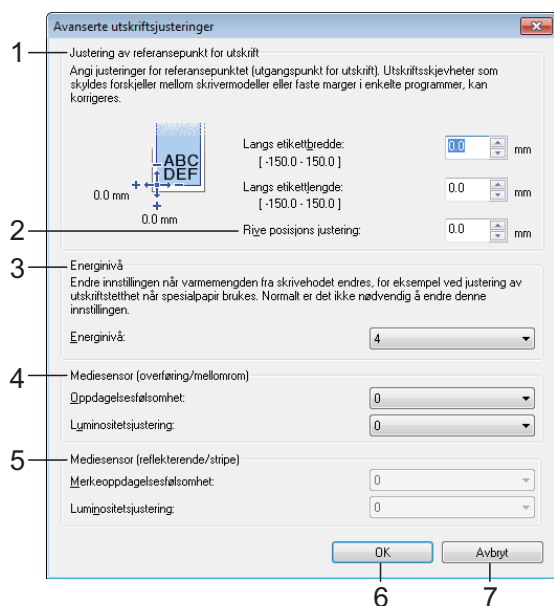 Avanserte utskriftsjusteringer
1
Justering av referansepunkt for utskrift
Angi justeringer for referansepunktet (utgangspunkt for utskrift). Utskriftsskjevheter som
skyldes forskjeller mellom skrivermodeller eller faste marger i enkelte programmer, kan
korrigeres.
ABC
DEF
0.0 mm
0.0 mm
Langs etikettbredde:
[ -150.0 - 150.0 ]
0.0 mm
Langs etikettlengde:
[ -150.0 - 150.0 ]
0.0 mm
2
Rive posisjons justering:
0.0 mm
3
Energinivå
Endre innstillingen når varmemengden fra skrivehodet endres, for eksempel ved justering av
utskriftstetthet når spesialpapir brukes. Normalt er det ikke nødvendig å endre denne
innstillingen.
Energinivå:
4
4
Mediesensor (overføring/mellomrom)
Oppdagelsesfølsomhet:
0
Luminositetsjustering:
0
5
Mediesensor (reflekterende/stripe)
Merkeoppdagelsesfølsomhet:
0
Luminositetsjustering:
0
OK
Avbryt
6
7